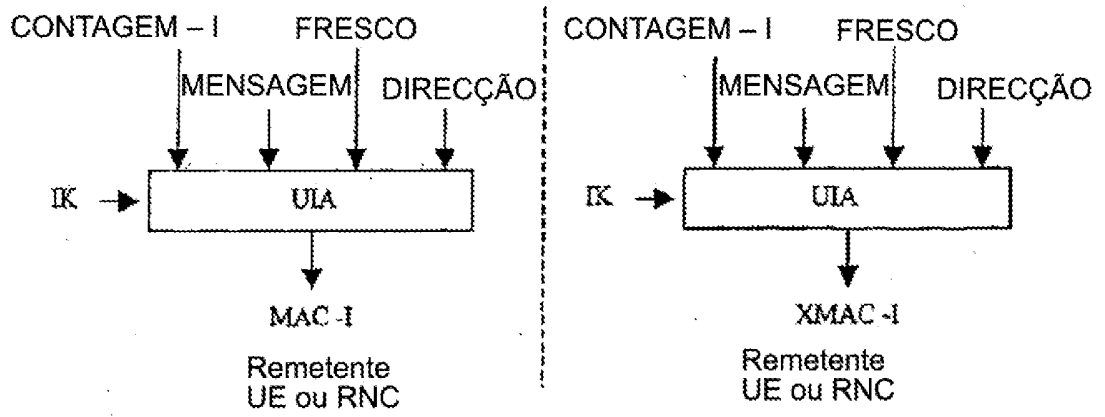 CONTAGEM – I FRESCO
MENSAGEM DIRECÇÃO
IK
UIA
MAC -I
Remetente
UE ou RNC
CONTAGEM – I FRESCO
MENSAGEM DIRECÇÃO
IK
UIA
XMAC -I
Remetente
UE ou RNC